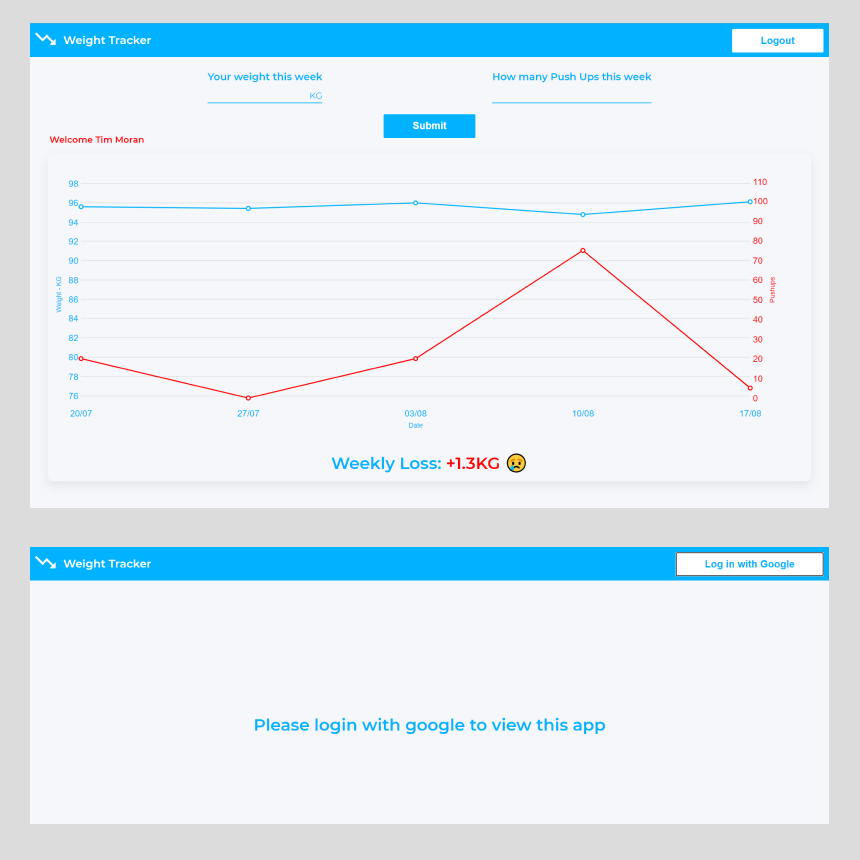 Weight Tracker
Logout
Your weight this week
How many Push Ups this week
KG
Submit
Welcome Tim Moran
98
96
94
92
90
88
86
84
82
80
78
76
Weight - KG
110
100
90
80
70
60
50
40
30
20
10
0
Pushups
20/07 27/07 03/08 10/08 17/08
Date
Weekly Loss: +1.3KG 😢
Weight Tracker
Log in with Google
Please login with google to view this app